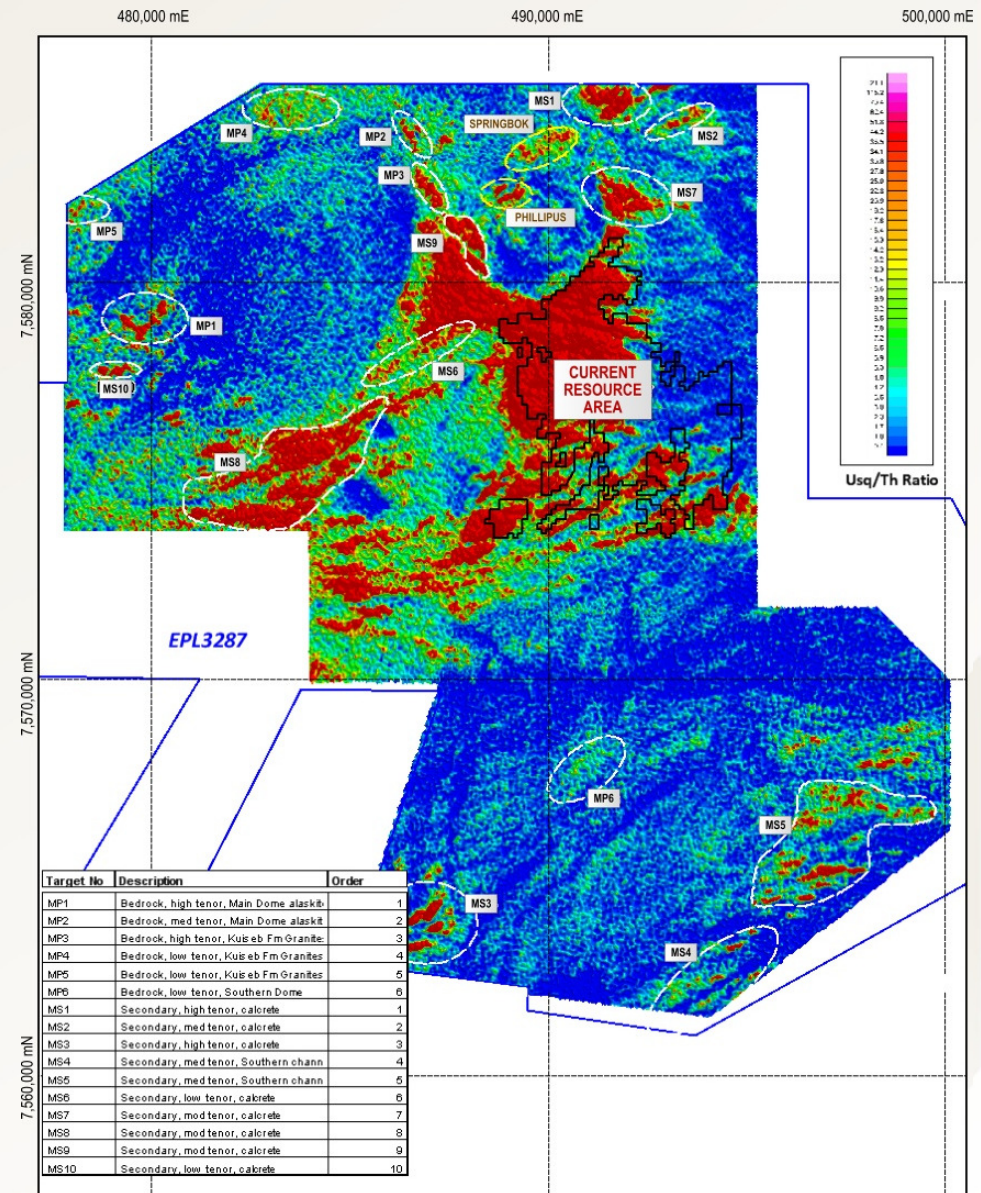 480,000 mE
490,000 mE
500,000 mE
7,580,000 mN
7,570,000 mN
7,560,000 mN
MP4
MP2
SPRINGBOK
MS1
MS2
MP3
MS7
PHILLIPUS
MP5
MS9
MP1
MS6
MS10
CURRENT
RESOURCE
AREA
MS8
Usq/Th Ratio
EPL3287
MP6
MS5
MS3
MS4
Target No Description Order
MP1 Bedrock, high tenor, Main Dome alaskit 1
MP2 Bedrock, med tenor, Main Dome alaskit 2
MP3 Bedrock, high tenor, Kuiseb Fm Granite 3
MP4 Bedrock, low tenor, Kuiseb Fm Granites 4
MP5 Bedrock, low tenor, Kuiseb Fm Granites 5
MP6 Bedrock, low tenor, Southern Dome 6
MS1 Secondary, high tenor, calcrete 1
MS2 Secondary, med tenor, calcrete 2
MS3 Secondary, high tenor, calcrete 3
MS4 Secondary, med tenor, Southern chann 4
MS5 Secondary, med tenor, Southern chann 5
MS6 Secondary, low tenor, calcrete 6
MS7 Secondary, mod tenor, calcrete 7
MS8 Secondary, mod tenor, calcrete 8
MS9 Secondary, mod tenor, calcrete 9
MS10 Secondary, low tenor, calcrete 10